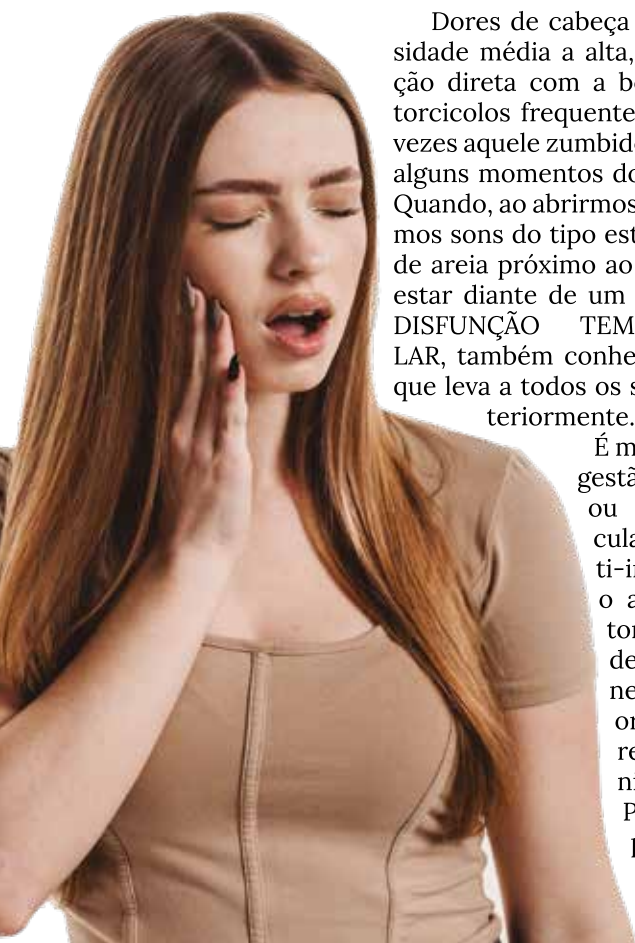 Dores de cabeça
sidade média a alta,
ção direta com a b
torcicolos frequente
vezes aquele zumbid
alguns momentos do
Quando, ao abrirmos
mos sons do tipo est
de areia próximo ao
estar diante de um
DISFUNÇÃO TEM
LAR, também conhe
que leva a todos os s
teriormente.
É m
gestã
ou
cula
ti-i
o a
tor
de
ne
or
re
ni
P